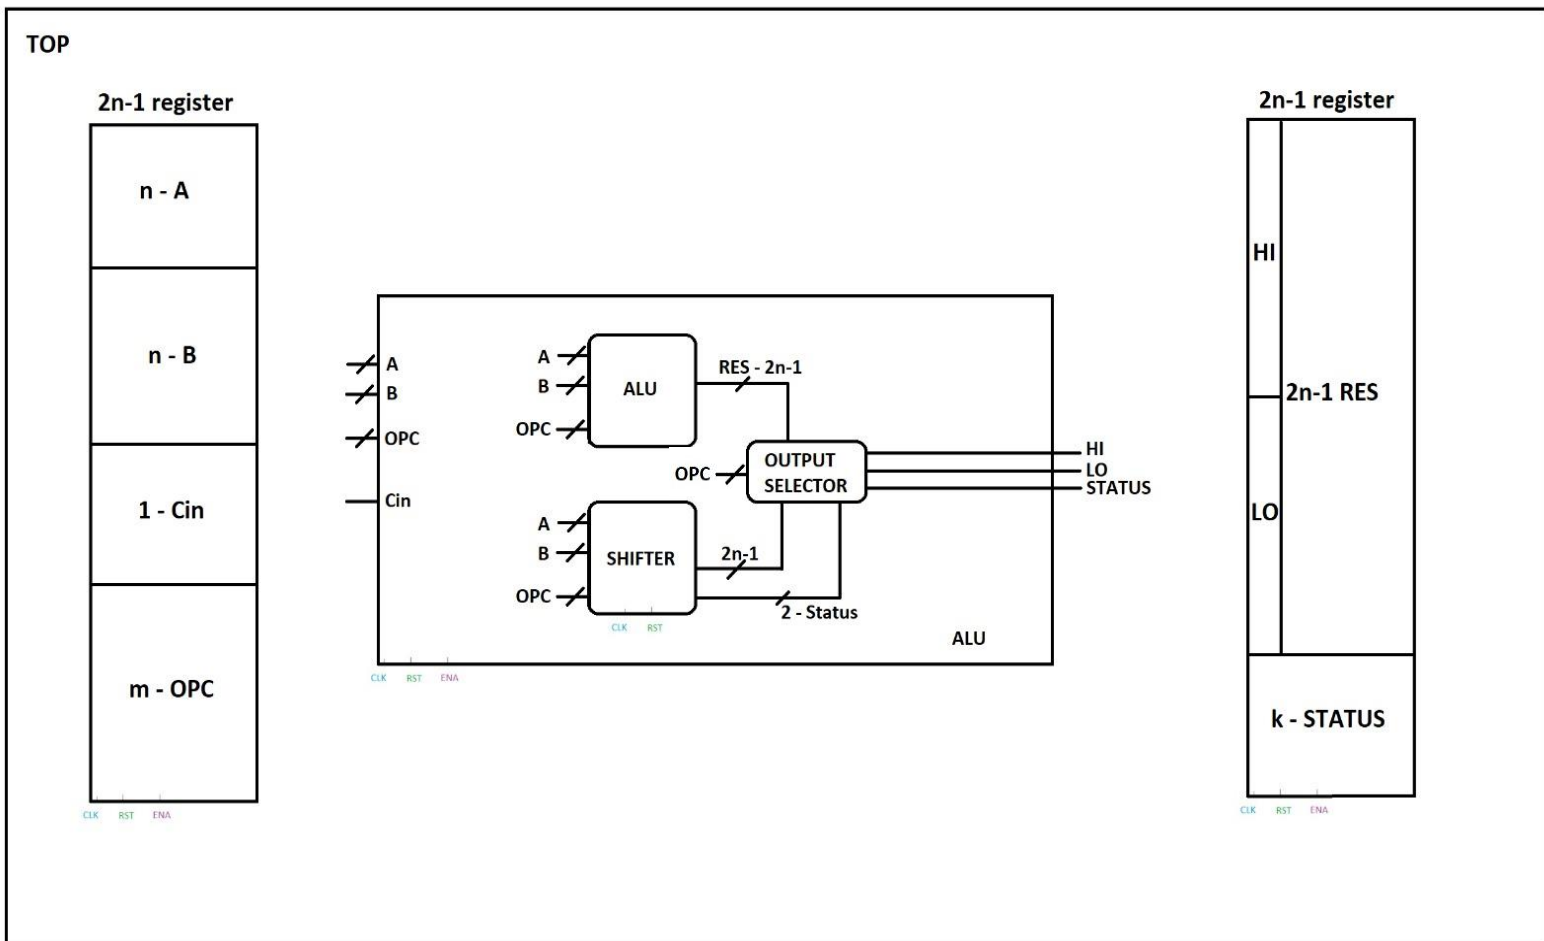 TOP
2n-1 register
n - A
n - B
1 - Cin
m - OPC
CLK RST ENA
A
B
OPC
Cin
A
B
OPC
ALU
RES - 2n-1
OPC
OUTPUT
SELECTOR
HI
LO
STATUS
A
B
OPC
SHIFTER
CLK RST
2n-1
2 - Status
ALU
CLK RST ENA
2n-1 register
HI
LO
2n-1 RES
k - STATUS
CLK RST ENA